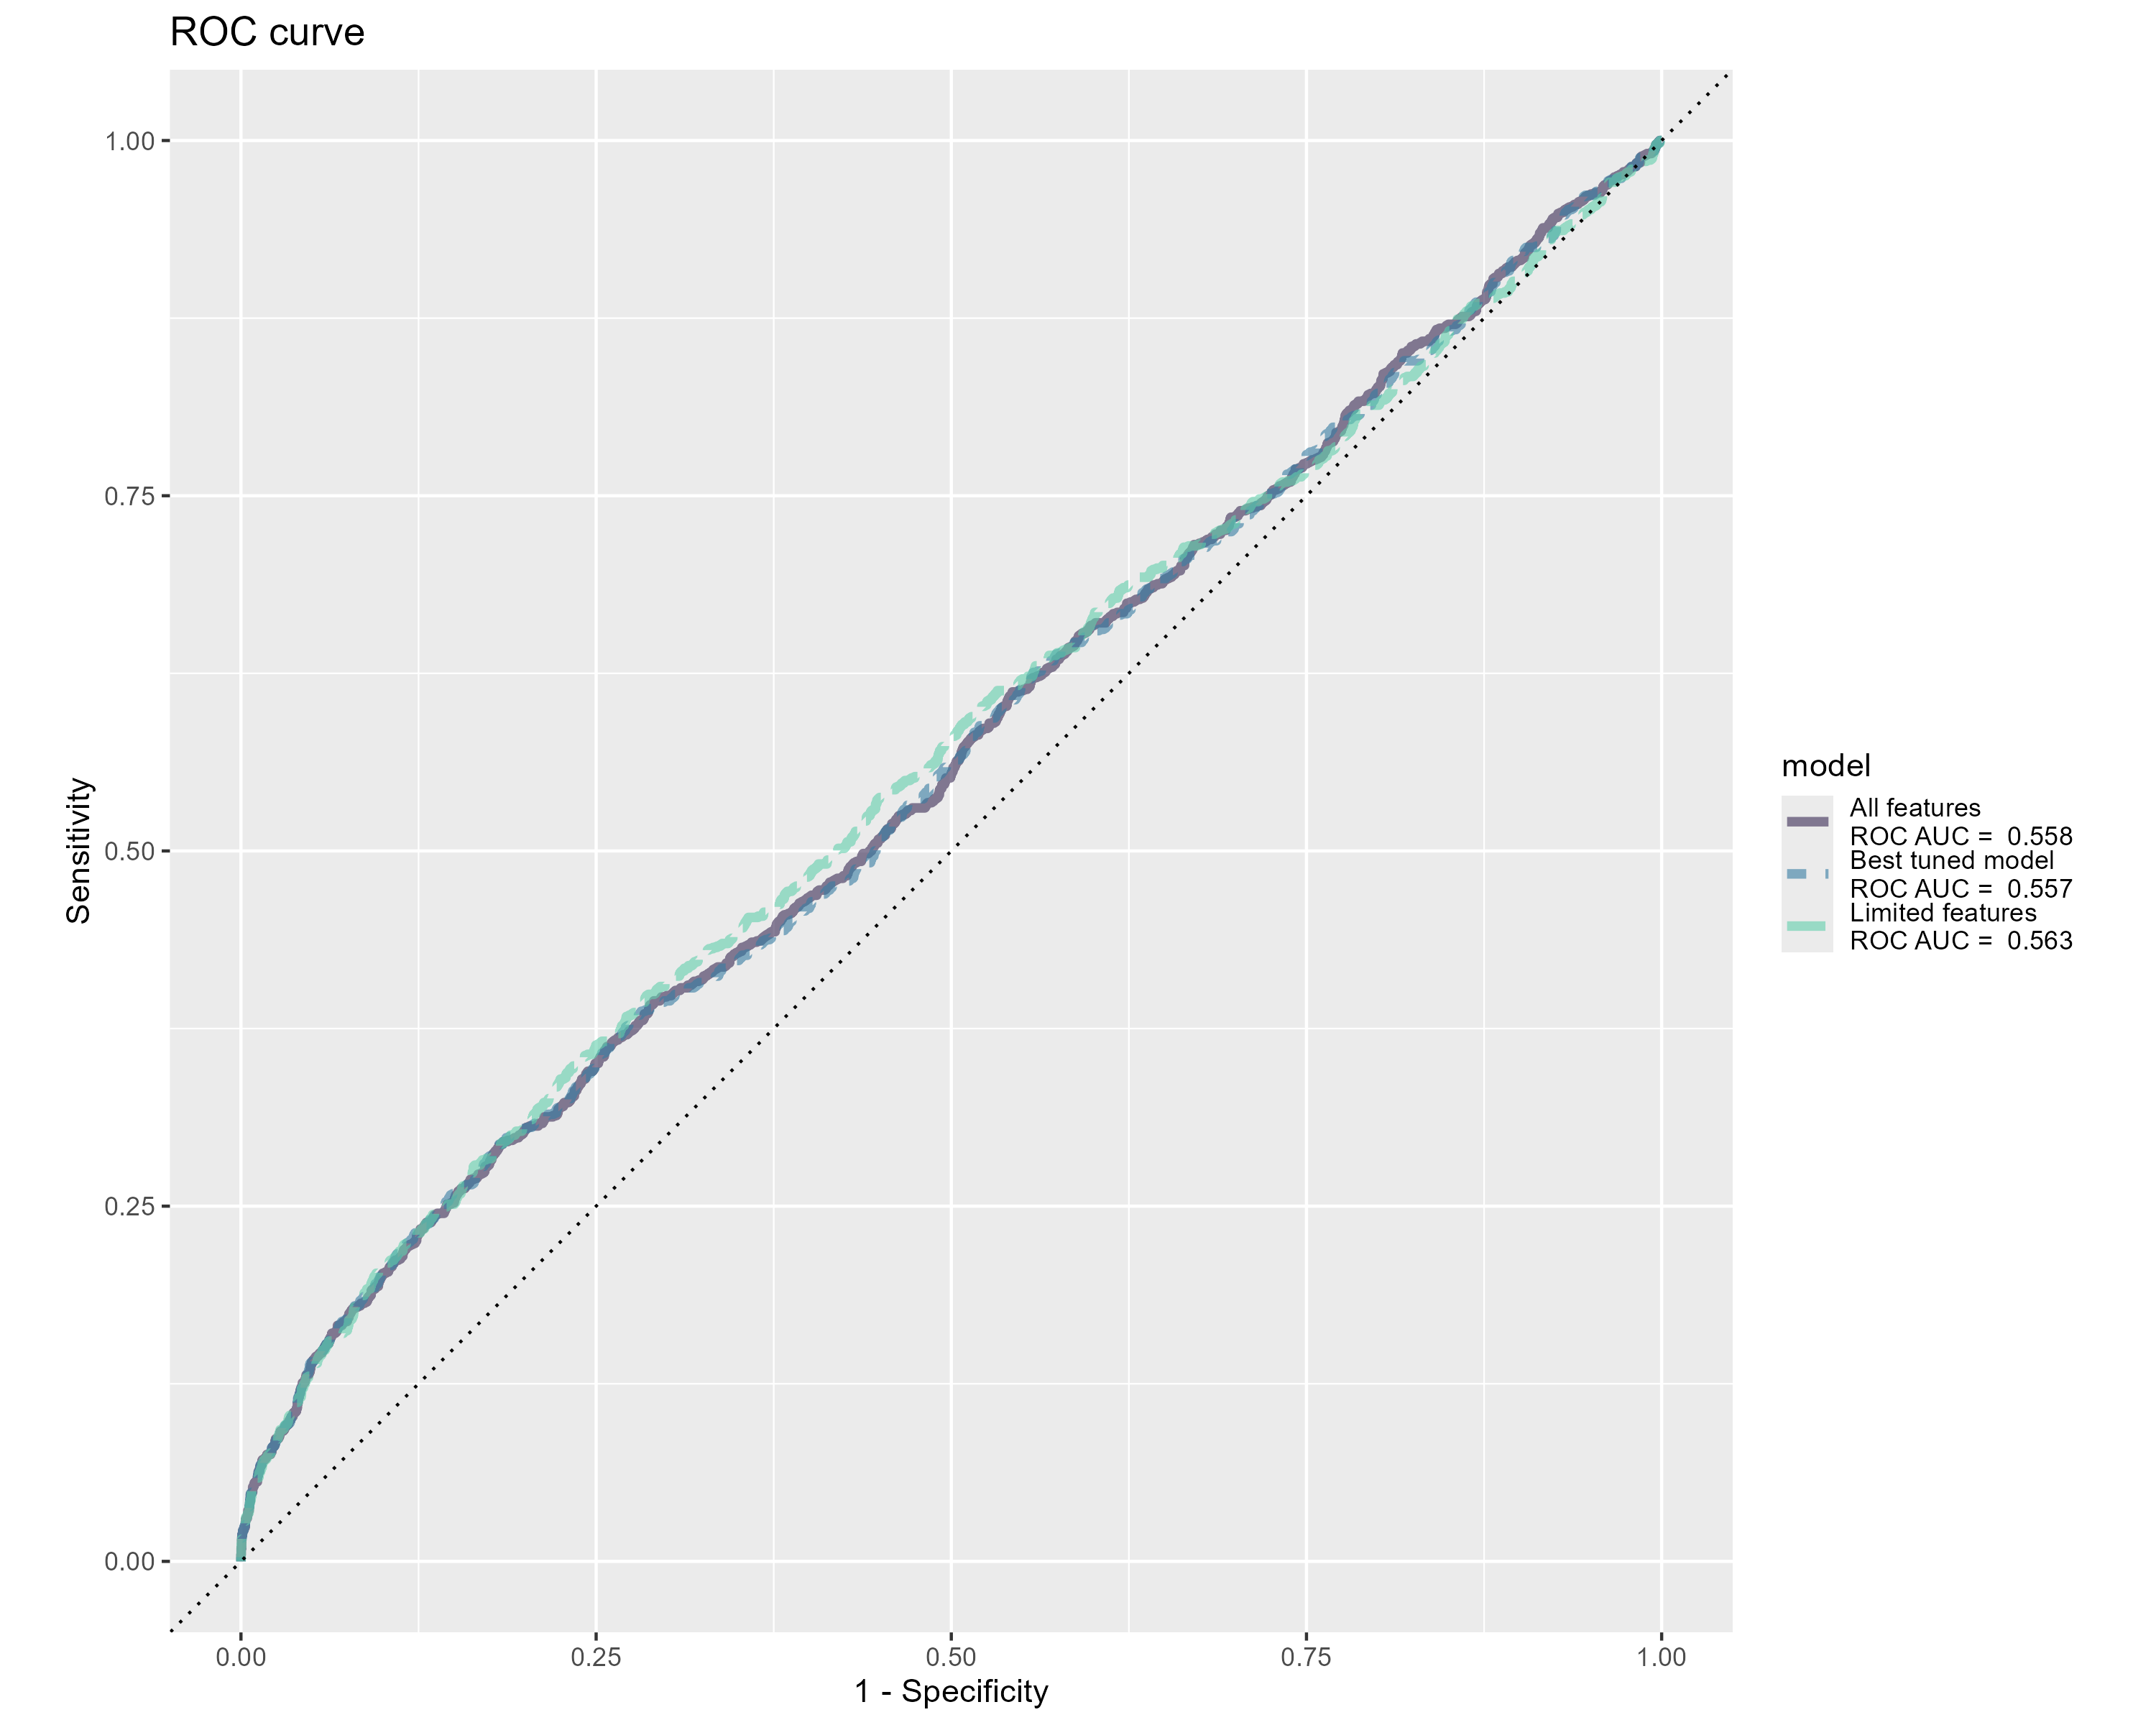 ROC curve
1.00
0.75
0.50
0.25
0.00
Sensitivity
0.00
0.25
0.50
0.75
1.00
1 - Specificity
model
All features
ROC AUC = 0.558
Best tuned model
ROC AUC = 0.557
Limited features
ROC AUC = 0.563